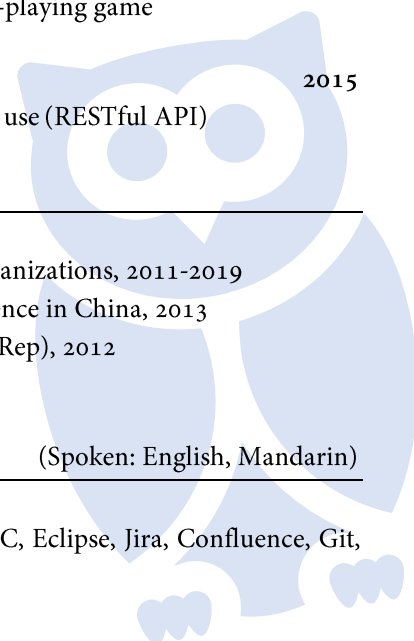 -playing game
2015
use (RESTful API)
anizations, 2011-2019
ence in China, 2013
Rep), 2012
(Spoken: English, Mandarin)
C, Eclipse, Jira, Confluence, Git,